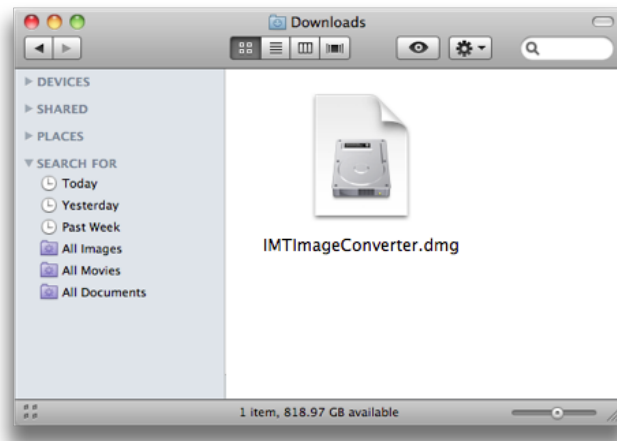 Downloads
DEVICES
SHARED
PLACES
SEARCH FOR
Today
Yesterday
Past Week
All Images
All Movies
All Documents
IMTImageConverter.dmg
1 item, 818.97 GB available